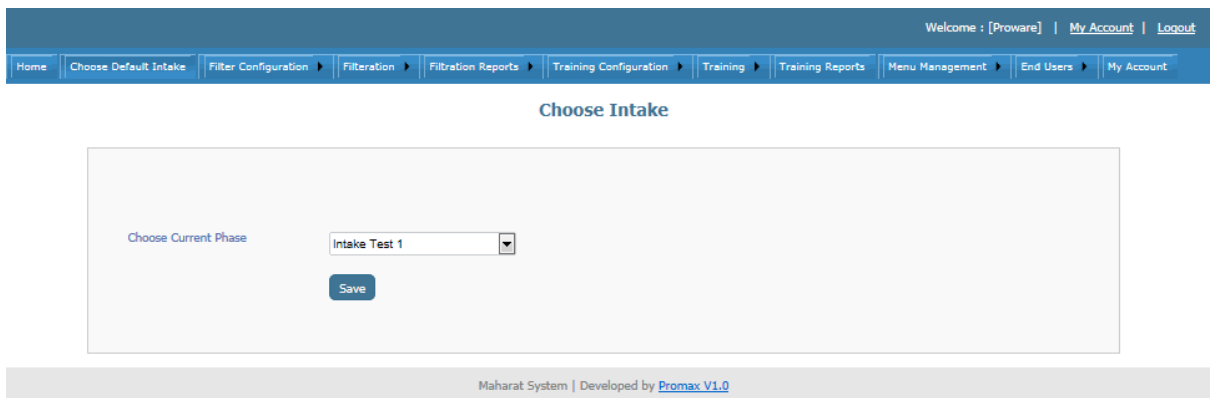 Welcome : [Proware] | My Account | Logout
Home Choose Default Intake Filter Configuration Filteration Filtration Reports Training Configuration Training Training Reports Menu Management End Users My Account
Choose Intake
Choose Current Phase Intake Test 1
Save
Maharat System | Developed by Promax V1.0